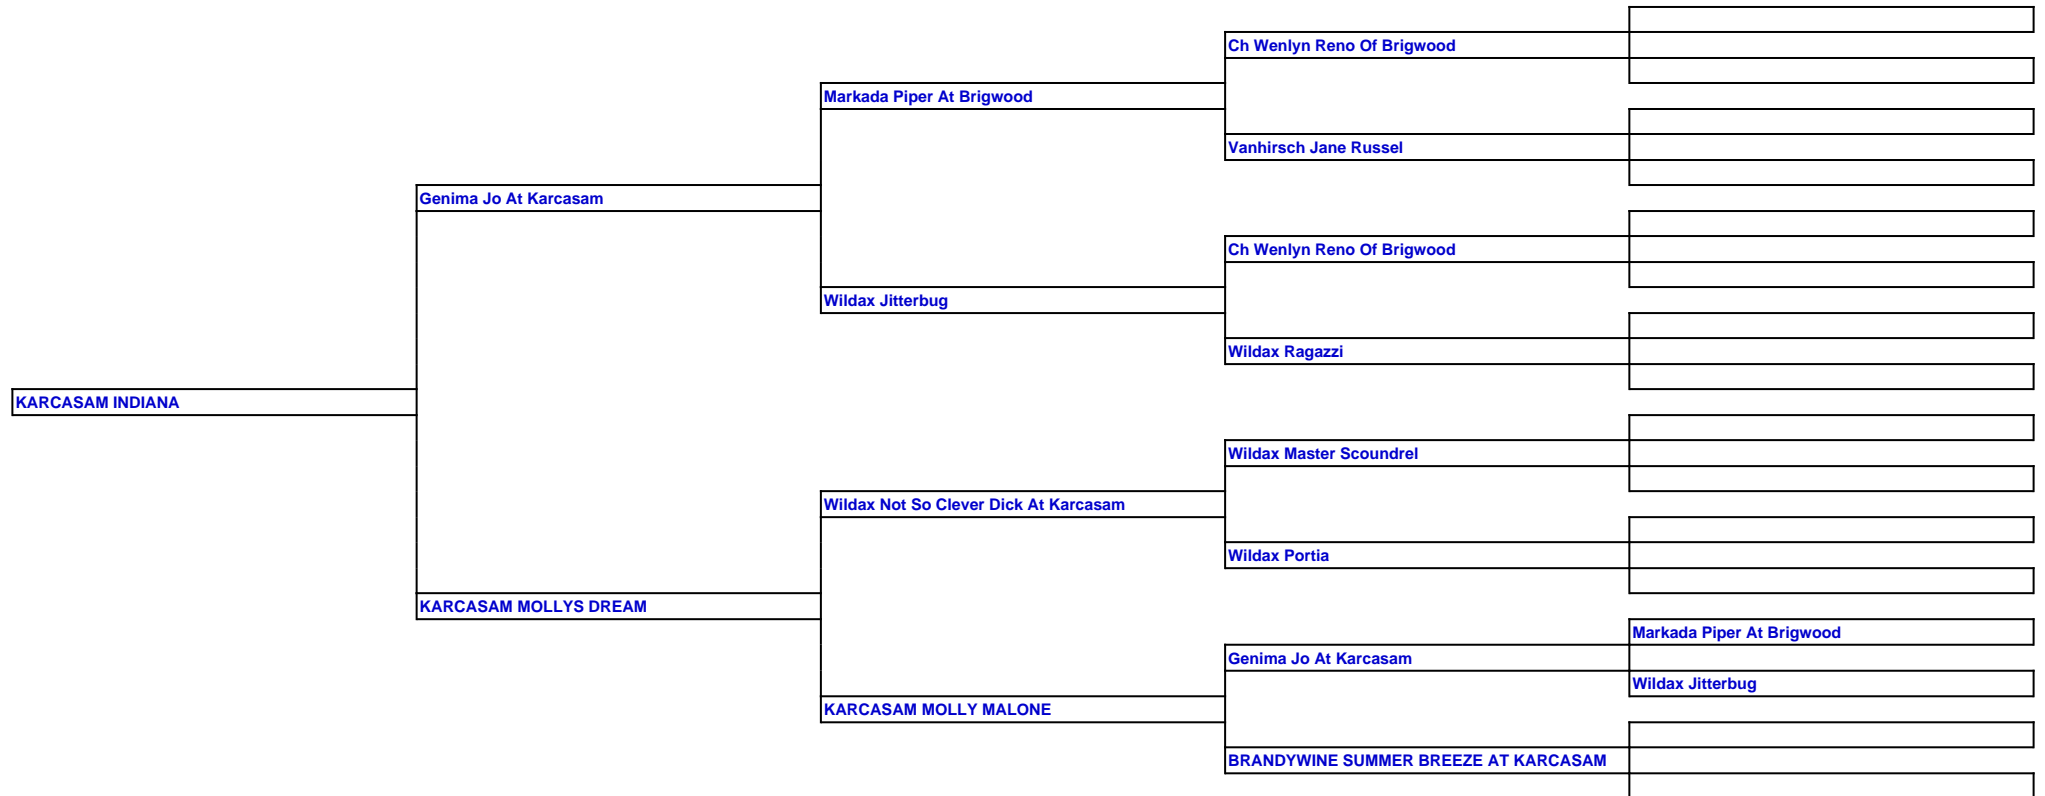 Ch Wenlyn Reno Of Brigwood
Markada Piper At Brigwood
Vanhirsch Jane Russel
Genima Jo At Karcasam
Ch Wenlyn Reno Of Brigwood
Wildax Jitterbug
Wildax Ragazzi
KARCASAM INDIANA
Wildax Master Scoundrel
Wildax Not So Clever Dick At Karcasam
Wildax Portia
KARCASAM MOLLYS DREAM
Markada Piper At Brigwood
Genima Jo At Karcasam
Wildax Jitterbug
KARCASAM MOLLY MALONE
BRANDYWINE SUMMER BREEZE AT KARCASAM